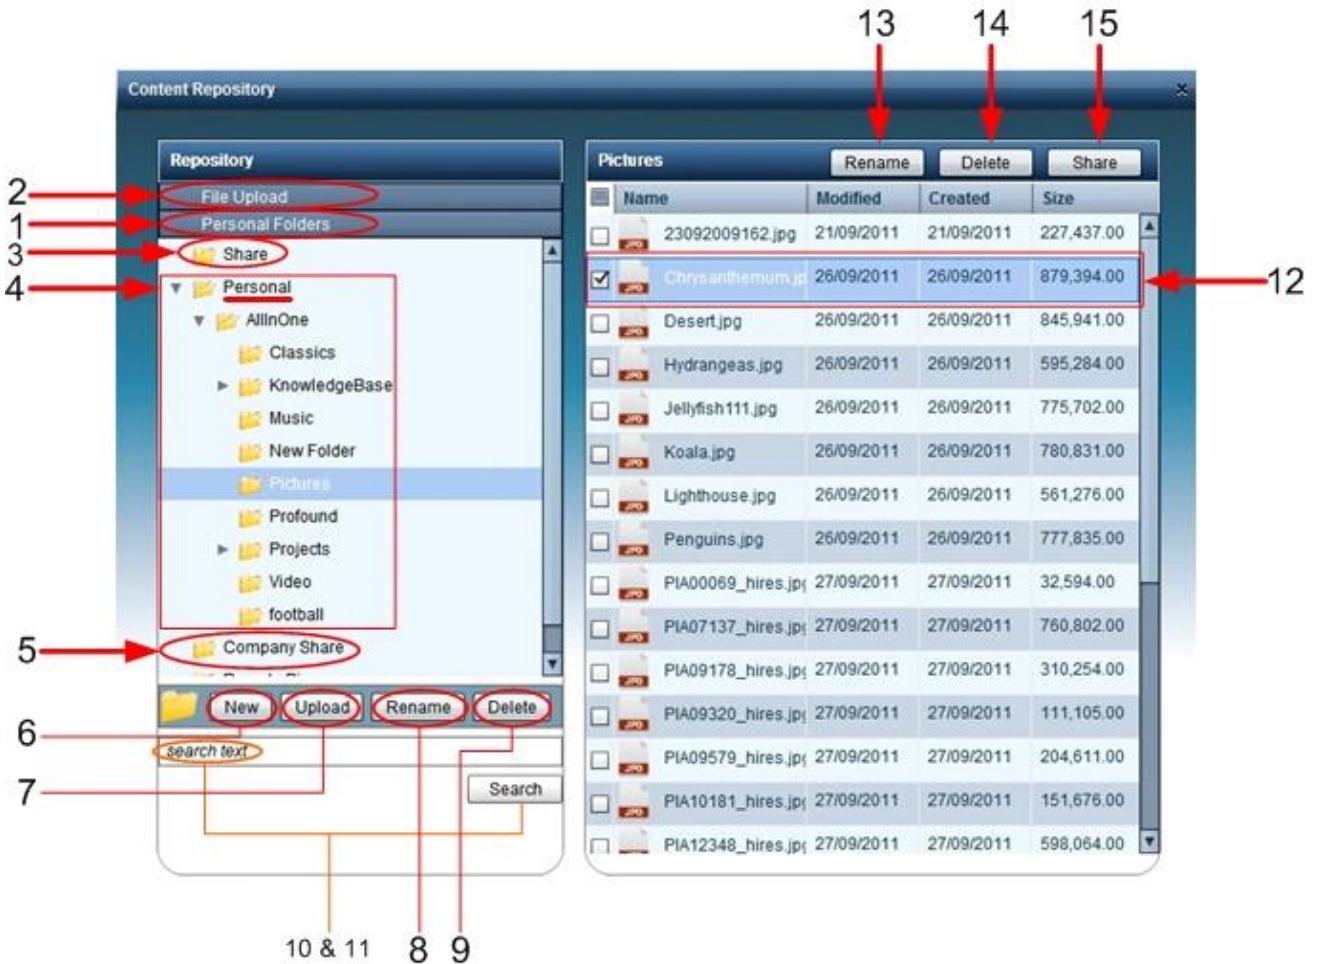 13 14 15
Content Repository
Repository
2 File Upload
1 Personal Folders
3 Share
4 Personal
AllInOne
Classics
KnowledgeBase
Music
New Folder
Pictures
Profound
Projects
Video
football
5 Company Share
New Upload Rename Delete
6
search text
7 Search
10 & 11 8 9
Pictures Rename Delete Share
Name Modified Created Size
23092009162.jpg 21/09/2011 21/09/2011 227,437.00
Chrysanthemum.jp 26/09/2011 26/09/2011 879,394.00 12
Desert.jpg 26/09/2011 26/09/2011 845,941.00
Hydrangeas.jpg 26/09/2011 26/09/2011 595,284.00
Jellyfish111.jpg 26/09/2011 26/09/2011 775,702.00
Koala.jpg 26/09/2011 26/09/2011 780,831.00
Lighthouse.jpg 26/09/2011 26/09/2011 561,276.00
Penguins.jpg 26/09/2011 26/09/2011 777,835.00
PIA00069_hires.jpg 27/09/2011 27/09/2011 32,594.00
PIA07137_hires.jpg 27/09/2011 27/09/2011 760,802.00
PIA09178_hires.jpg 27/09/2011 27/09/2011 310,254.00
PIA09320_hires.jpg 27/09/2011 27/09/2011 111,105.00
PIA09579_hires.jpg 27/09/2011 27/09/2011 204,611.00
PIA10181_hires.jpg 27/09/2011 27/09/2011 151,676.00
PIA12348_hires.jpg 27/09/2011 27/09/2011 598,064.00